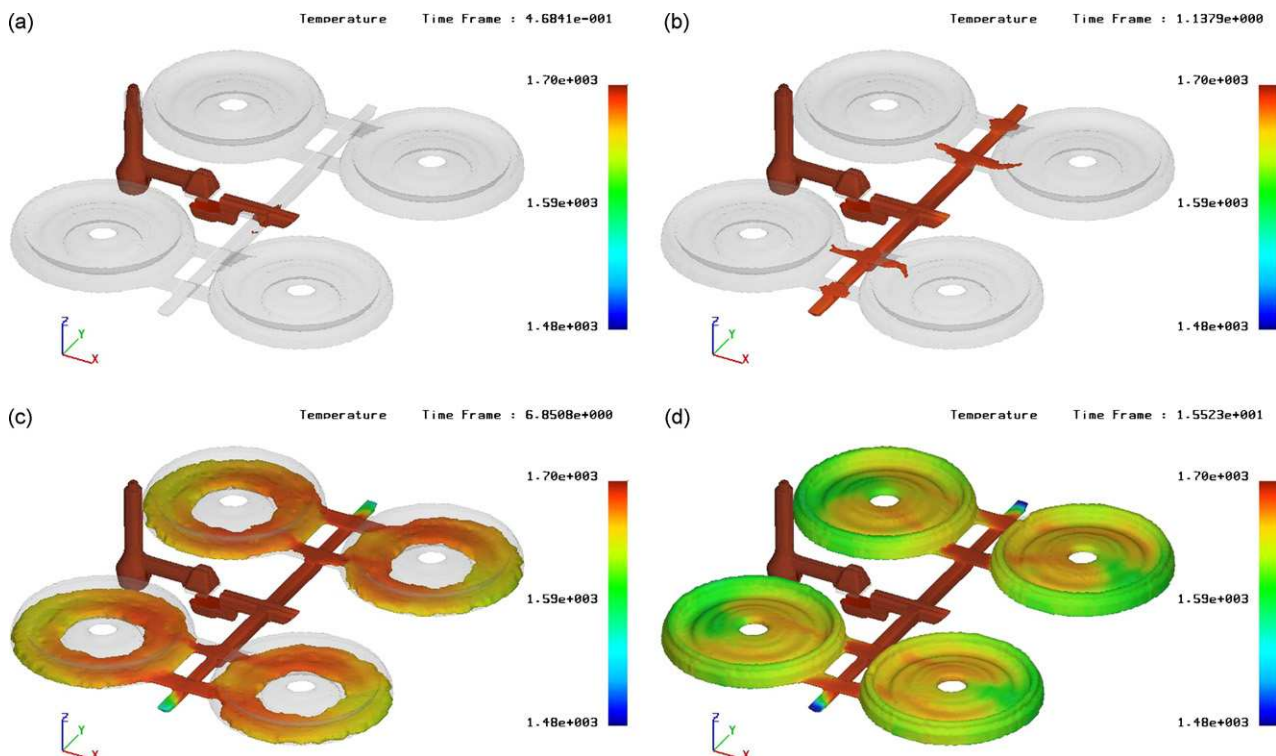 (a)
Temperature Time Frame : 4.6841e-001
1.70e+003
1.59e+003
1.48e+003
Z
Y
X
(b)
Temperature Time Frame : 1.1379e+000
1.70e+003
1.59e+003
1.48e+003
Z
Y
X
(c)
Temperature Time Frame : 6.8508e+000
1.70e+003
1.59e+003
1.48e+003
Z
Y
X
(d)
Temperature Time Frame : 1.5523e+001
1.70e+003
1.59e+003
1.48e+003
Z
Y
X